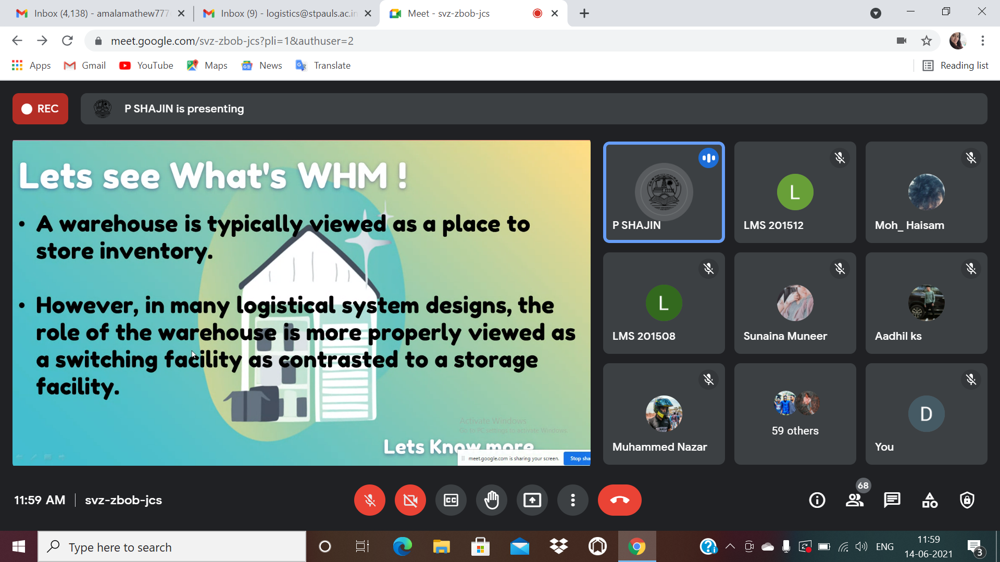 Inbox (4,138) - amalamathew777
Inbox (9) - logistics@stpauls.ac.in
Meet - svz-zbob-jcs
meet.google.com/svz-zbob-jcs?pli=1&authuser=2
Apps
Gmail
YouTube
Maps
News
Translate
Reading list
REC
P SHAJIN is presenting
Lets see What's WHM !
• A warehouse is typically viewed as a place to
store inventory.
• However, in many logistical system designs, the
role of the warehouse is more properly viewed as
a switching facility as contrasted to a storage
facility.
Activate Windows
Go to PC settings to activate Windows.
Lets Know more
meet.google.com is sharing your screen.
Stop sha
P SHAJIN
L
LMS 201512
Moh_ Haisam
L
LMS 201508
Sunaina Muneer
Aadhil ks
Muhammed Nazar
59 others
D
You
11:59 AM
svz-zbob-jcs
CC
68
Type here to search
ENG
11:59
14-06-2021
3